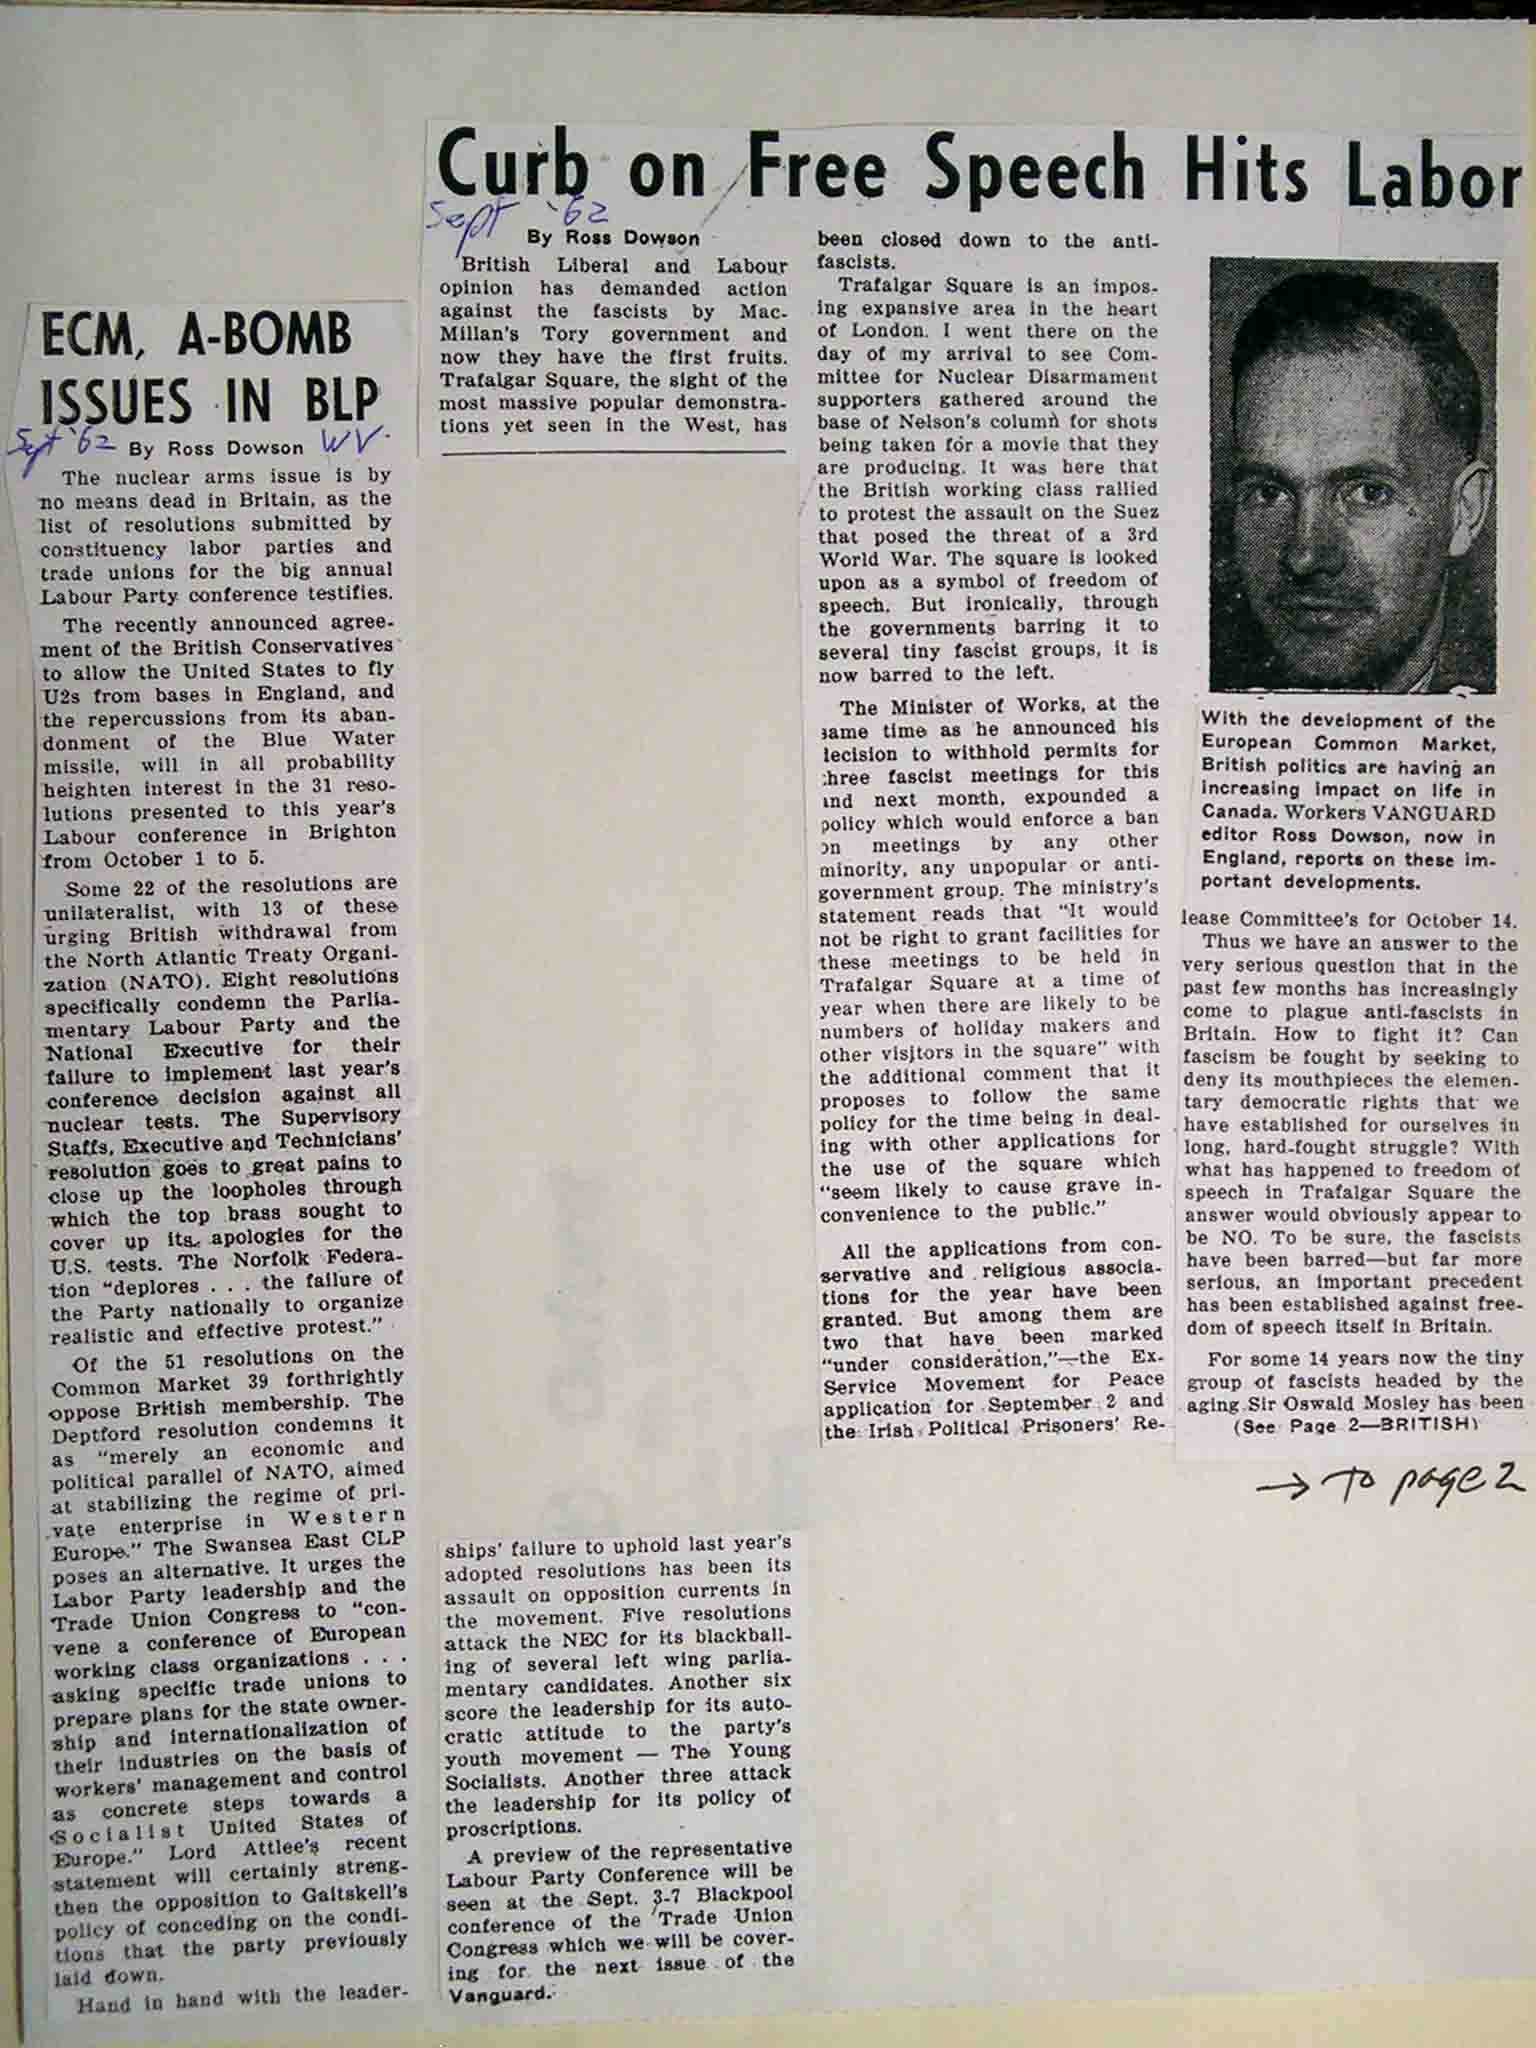 ECM, A-BOMB
ISSUES IN BLP
Sept '62 By Ross Dowson WV.
The nuclear arms issue is by
no means dead in Britain, as the
list of resolutions submitted by
constituency labor parties and
trade unions for the big annual
Labour Party conference testifies.
The recently announced agree-
ment of the British Conservatives
to allow the United States to fly
U2s from bases in England, and
the repercussions from its aban-
donment of the Blue Water
missile, will in all probability
heighten interest in the 31 reso-
lutions presented to this year's
Labour conference in Brighton
from October 1 to 5.
Some 22 of the resolutions are
unilateralist, with 13 of these
urging British withdrawal from
the North Atlantic Treaty Organi-
zation (NATO). Eight resolutions
specifically condemn the Parlia-
mentary Labour Party and the
National Executive for their
failure to implement last year's
conference decision against all
nuclear tests. The Supervisory
Staffs, Executive and Technicians'
resolution goes to great pains to
close up the loopholes through
which the top brass sought to
cover up its apologies for the
U.S. tests. The Norfolk Federa-
tion "deplores . . . the failure of
the Party nationally to organize
realistic and effective protest."
Of the 51 resolutions on the
Common Market 39 forthrightly
oppose British membership. The
Deptford resolution condemns it
as "merely an economic and
political parallel of NATO, aimed
at stabilizing the regime of pri-
vate enterprise in Western
Europe." The Swansea East CLP
poses an alternative. It urges the
Labor Party leadership and the
Trade Union Congress to "con-
vene a conference of European
working class organizations . . .
asking specific trade unions to
prepare plans for the state owner-
ship and internationalization of
their industries on the basis of
workers' management and control
as concrete steps towards a
Socialist United States of
Europe." Lord Attlee's recent
statement will certainly streng-
then the opposition to Gaitskell's
policy of conceding on the condi-
tions that the party previously
laid down.
Hand in hand with the leader-
ships' failure to uphold last year's
adopted resolutions has been its
assault on opposition currents in
the movement. Five resolutions
attack the NEC for its blackball-
ing of several left wing parlia-
mentary candidates. Another six
score the leadership for its auto-
cratic attitude to the party's
youth movement — The Young
Socialists. Another three attack
the leadership for its policy of
proscriptions.
A preview of the representative
Labour Party Conference will be
seen at the Sept. 3-7 Blackpool
conference of the Trade Union
Congress which we will be cover-
ing for the next issue of the
Vanguard.
Curb on Free Speech Hits Labor
Sept '62
By Ross Dowson
British Liberal and Labour
opinion has demanded action
against the fascists by Mac-
Millan's Tory government and
now they have the first fruits.
Trafalgar Square, the sight of the
most massive popular demonstra-
tions yet seen in the West, has
been closed down to the anti-
fascists.
Trafalgar Square is an impos-
ing expansive area in the heart
of London. I went there on the
day of my arrival to see Com-
mittee for Nuclear Disarmament
supporters gathered around the
base of Nelson's column for shots
being taken for a movie that they
are producing. It was here that
the British working class rallied
to protest the assault on the Suez
that posed the threat of a 3rd
World War. The square is looked
upon as a symbol of freedom of
speech. But ironically, through
the governments barring it to
several tiny fascist groups, it is
now barred to the left.
The Minister of Works, at the
same time as he announced his
decision to withhold permits for
three fascist meetings for this
and next month, expounded a
policy which would enforce a ban
on meetings by any other
minority, any unpopular or anti-
government group. The ministry's
statement reads that "It would
not be right to grant facilities for
these meetings to be held in
Trafalgar Square at a time of
year when there are likely to be
numbers of holiday makers and
other visitors in the square" with
the additional comment that it
proposes to follow the same
policy for the time being in deal-
ing with other applications for
the use of the square which
"seem likely to cause grave in-
convenience to the public."
All the applications from con-
servative and religious associa-
tions for the year have been
granted. But among them are
two that have been marked
"under consideration,"—the Ex-
Service Movement for Peace
application for September 2 and
the Irish Political Prisoners' Re-
With the development of the
European Common Market,
British politics are having an
increasing impact on life in
Canada. Workers VANGUARD
editor Ross Dowson, now in
England, reports on these im-
portant developments.
lease Committee's for October 14.
Thus we have an answer to the
very serious question that in the
past few months has increasingly
come to plague anti-fascists in
Britain. How to fight it? Can
fascism be fought by seeking to
deny its mouthpieces the elemen-
tary democratic rights that we
have established for ourselves in
long, hard-fought struggle? With
what has happened to freedom of
speech in Trafalgar Square the
answer would obviously appear to
be NO. To be sure, the fascists
have been barred—but far more
serious, an important precedent
has been established against free-
dom of speech itself in Britain.
For some 14 years now the tiny
group of fascists headed by the
aging Sir Oswald Mosley has been
(See Page 2—BRITISH)
→ To page 2